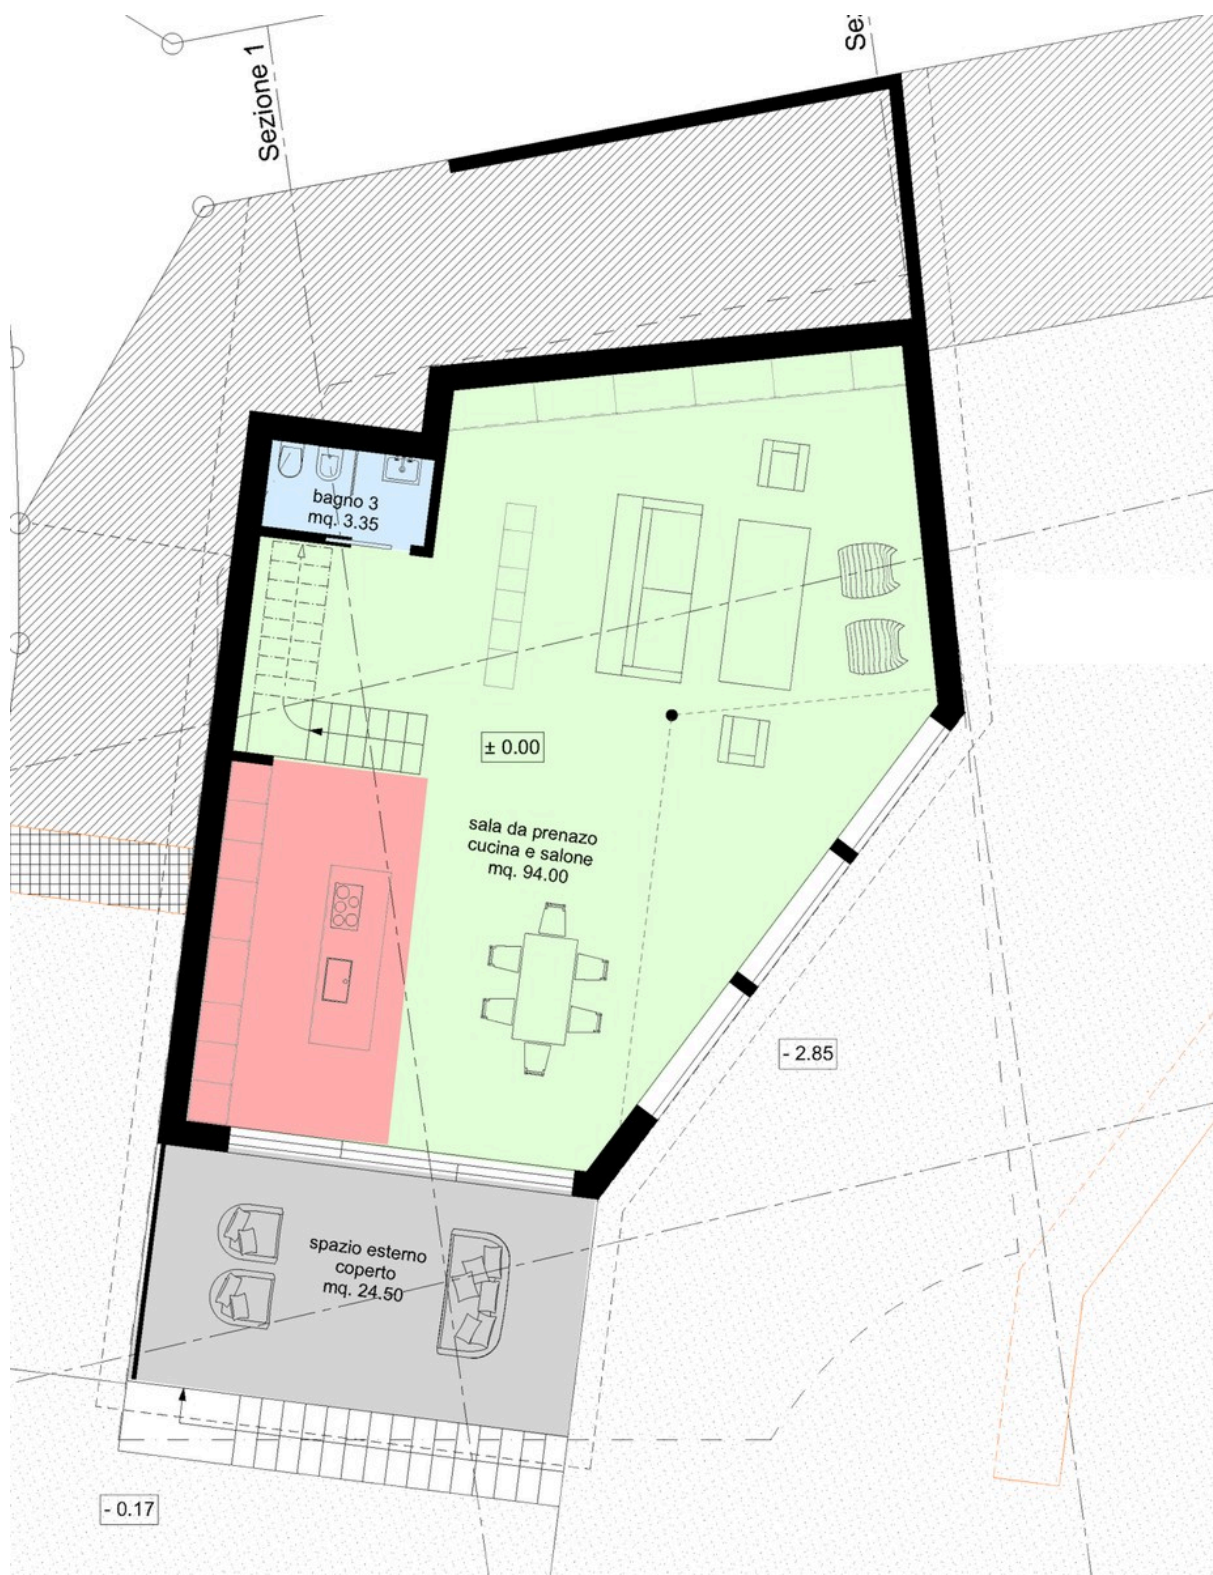 Sezione 1
Sez
bagno 3
mq. 3.35
± 0.00
sala da prenazo
cucina e salone
mq. 94.00
- 2.85
spazio esterno
coperto
mq. 24.50
- 0.17